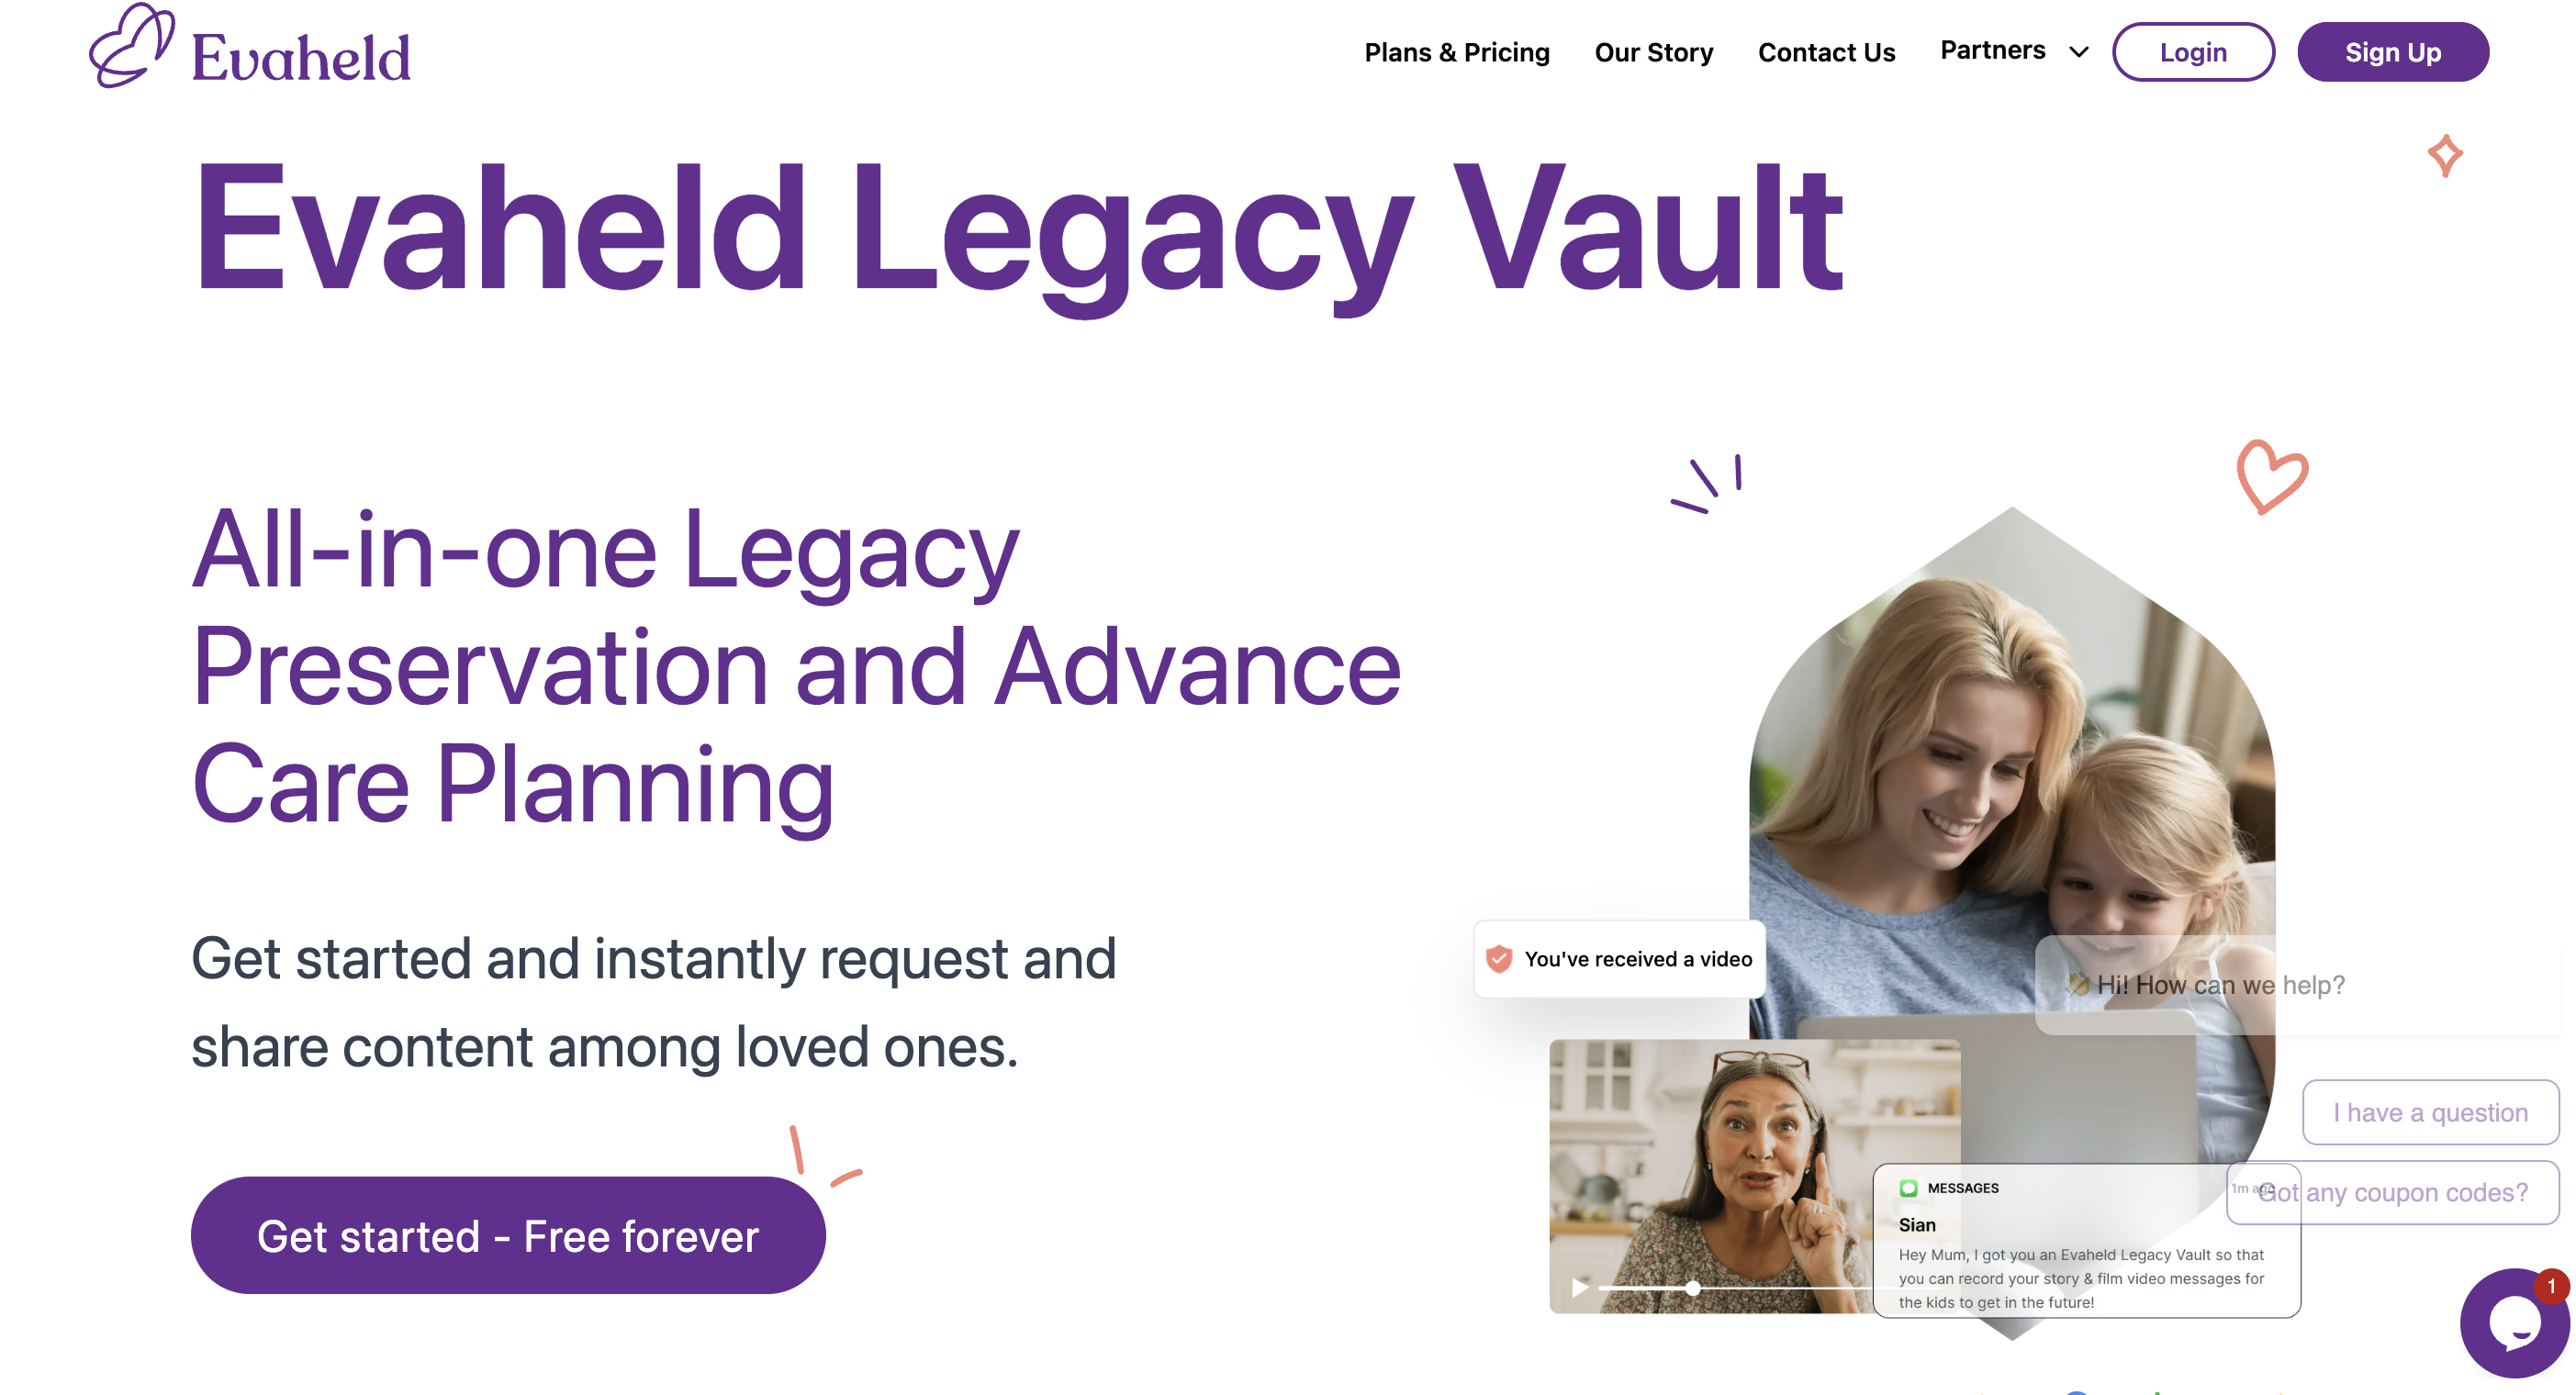 Evaheld
Plans & Pricing
Our Story
Contact Us
Partners
Login
Sign Up
Evaheld Legacy Vault
All-in-one Legacy
Preservation and Advance
Care Planning
Get started and instantly request and
share content among loved ones.
Get started - Free forever
You've received a video
👋 Hi! How can we help?
I have a question
Got any coupon codes?
MESSAGES
1m ago
Sian
Hey Mum, I got you an Evaheld Legacy Vault so that
you can record your story & film video messages for
the kids to get in the future!
1